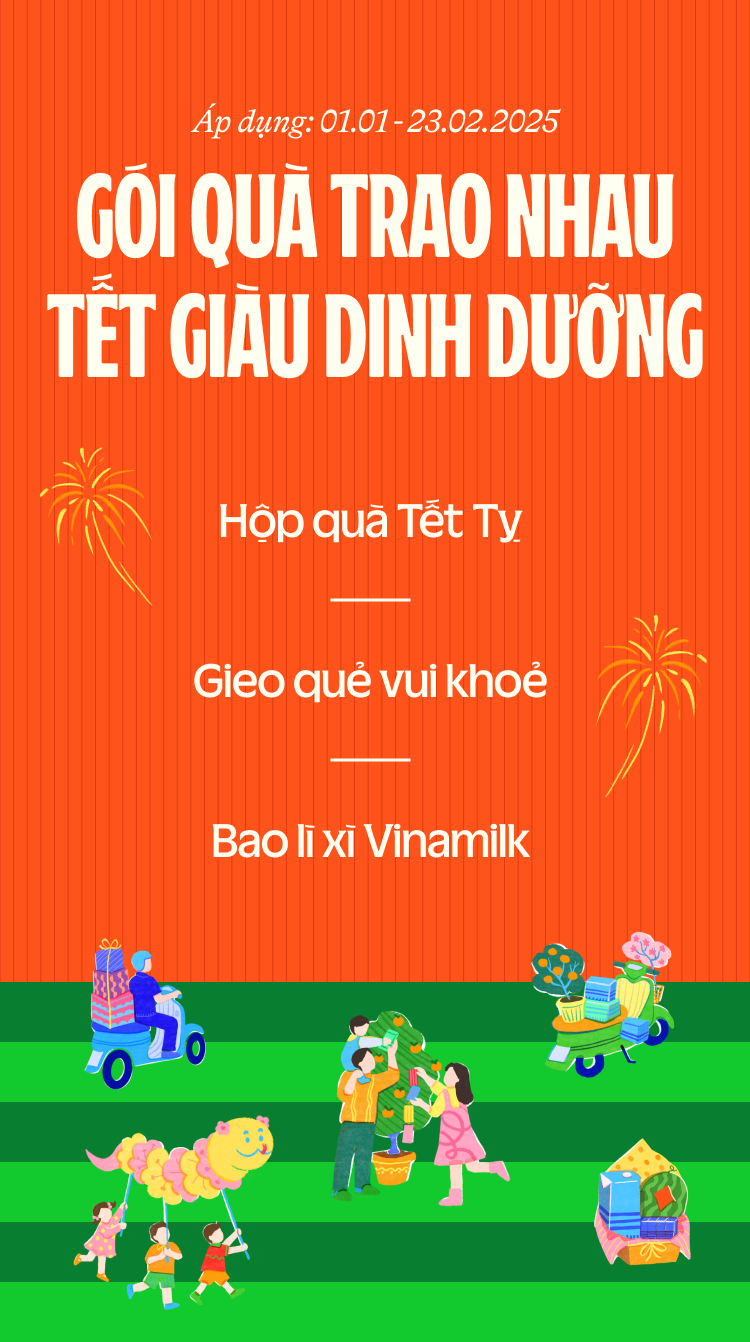 Áp dụng: 01.01 - 23.02.2025
GÓI QUÀ TRAO NHAU
TẾT GIÀU DINH DƯỠNG
Hộp quà Tết Tỵ
Gieo quẻ vui khoẻ
Bao lì xì Vinamilk